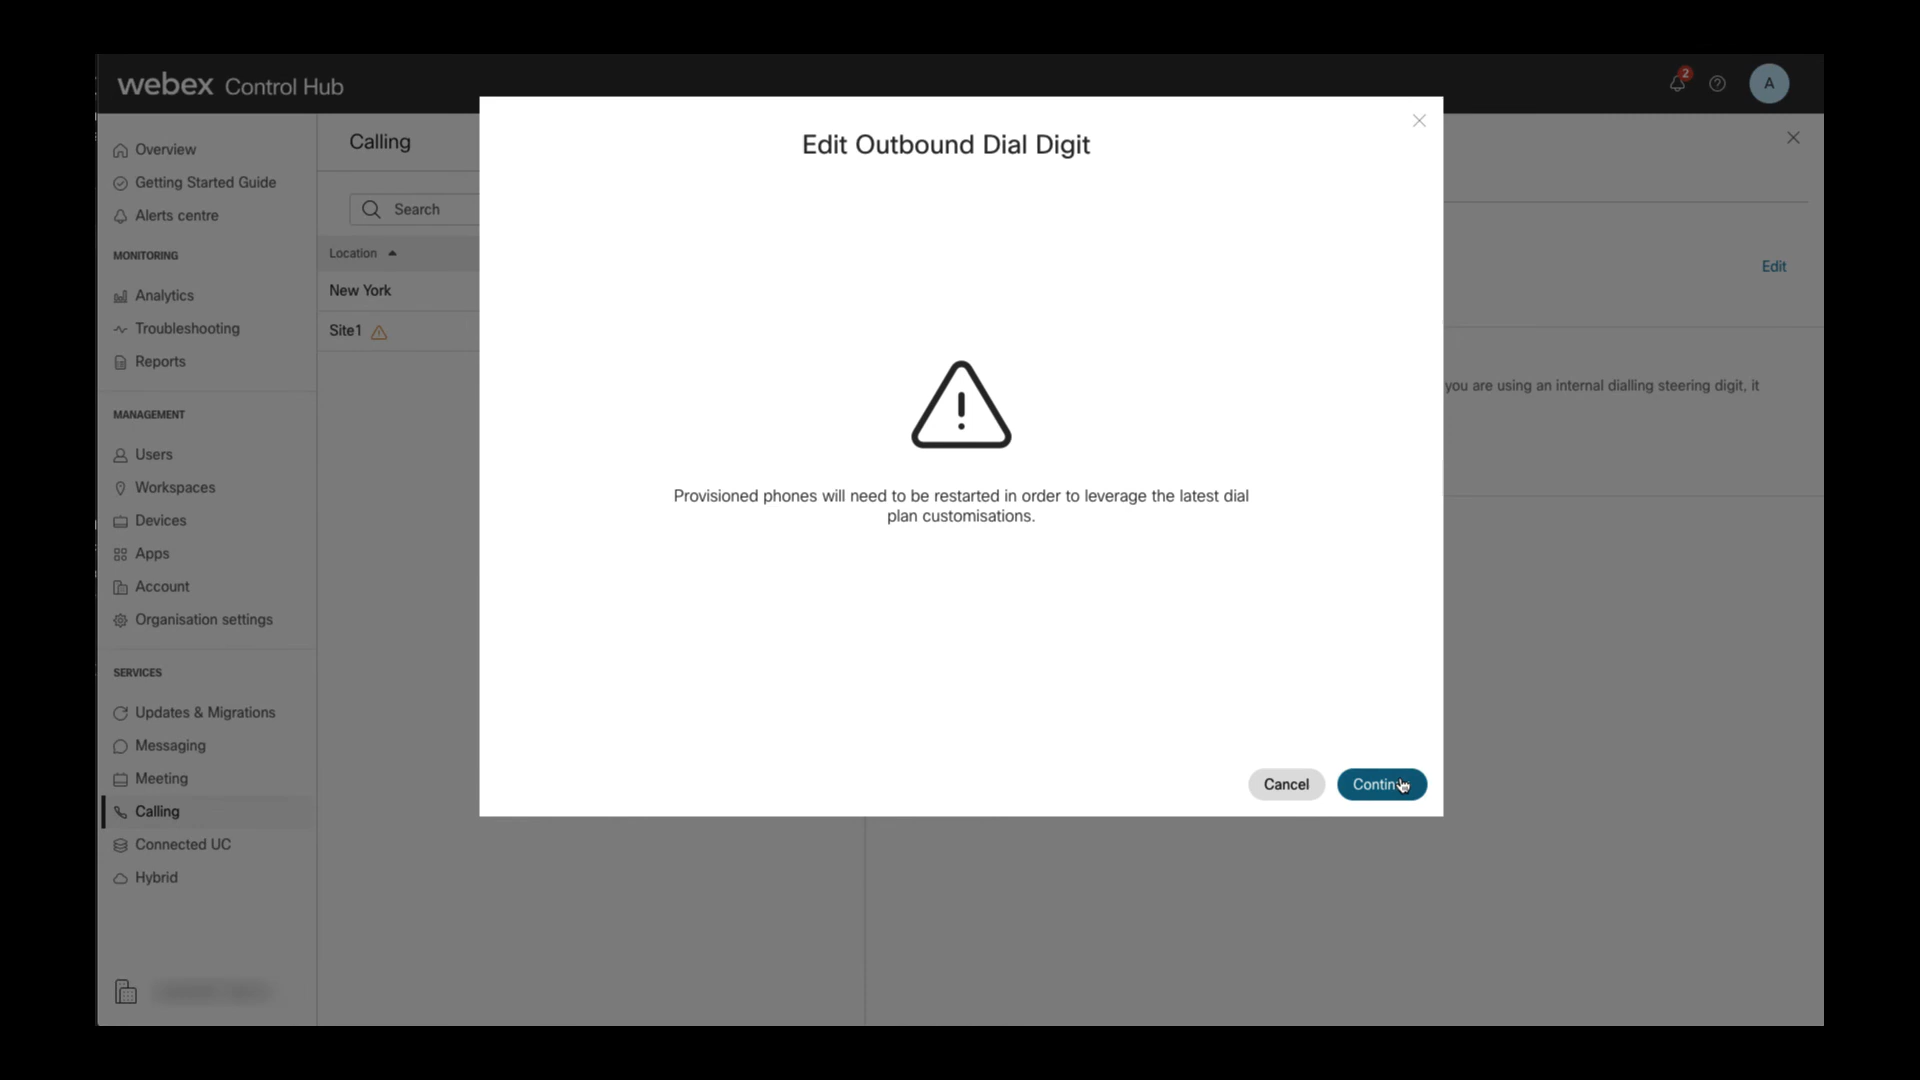 webex Control Hub
2
A
Overview
Getting Started Guide
Alerts centre
MONITORING
Analytics
Troubleshooting
Reports
MANAGEMENT
Users
Workspaces
Devices
Apps
Account
Organisation settings
SERVICES
Updates & Migrations
Messaging
Meeting
Calling
Connected UC
Hybrid
Calling
Search
Location
New York
Site1
Edit Outbound Dial Digit
Provisioned phones will need to be restarted in order to leverage the latest dial
plan customisations.
Cancel
Edit
you are using an internal dialling steering digit, it